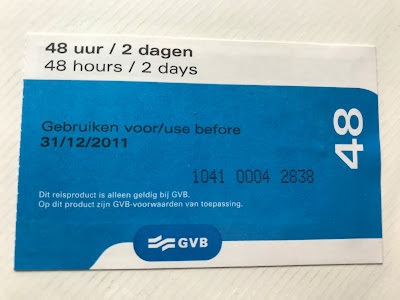 48 uur / 2 dagen
48 hours / 2 days
Gebruiken voor/use before
31/12/2011
48
1041 0004 2838
Dit reisproduct is alleen geldig bij GVB.
Op dit product zijn GVB-voorwaarden van toepassing.
GVB